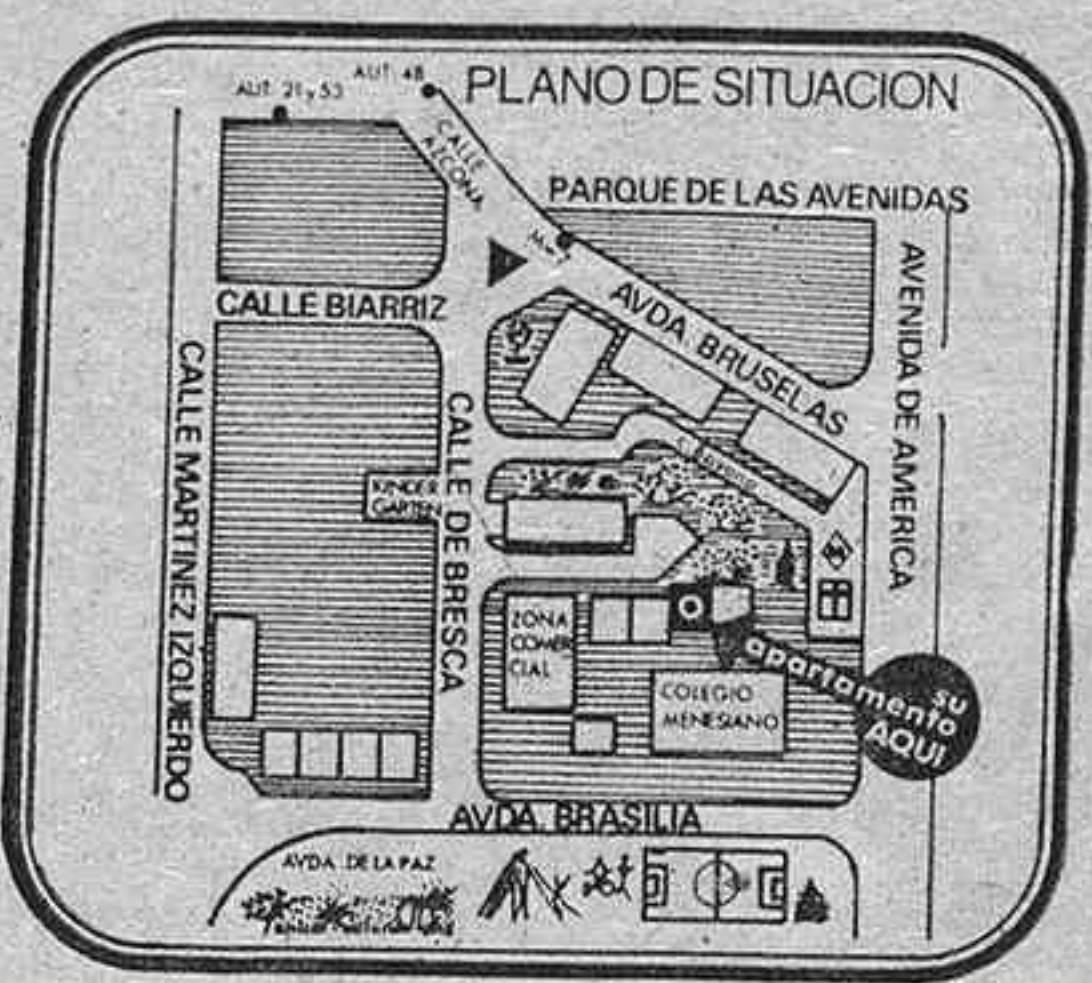 PLANO DE SITUACION
AUT. 48
AUT. 21 y 53
CALLE
AZCONA
PARQUE DE LAS AVENIDAS
AVENIDA DE AMERICA
CALLE BIARRIZ
AVDA. BRUSELAS
CALLE MARTINEZ IZQUIERDO
CALLE DE BRESCA
KINDER
GARTEN
ZONA
COMER
CIAL
COLEGIO
MENESIANO
su
apartamento
AQUI
AVDA. BRASILIA
AVDA. DE LA PAZ